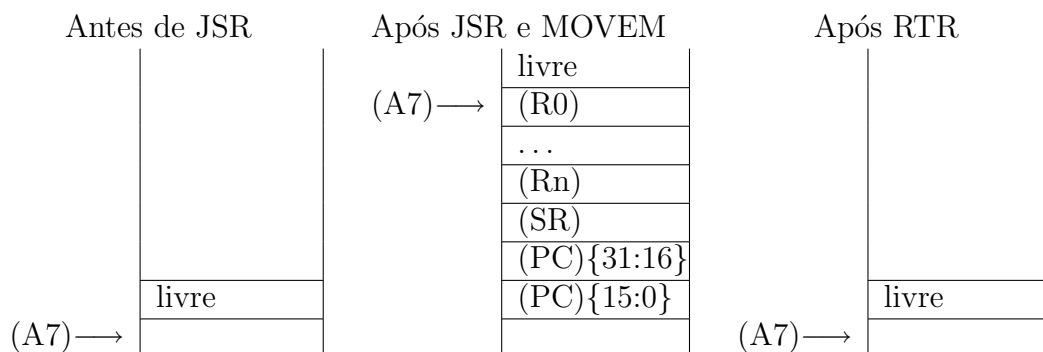 Antes de JSR
Após JSR e MOVEM
Após RTR
livre
(A7)→
(R0)
...
(Rn)
(SR)
(PC){31:16}
livre
(PC){15:0}
livre
(A7)→
(A7)→